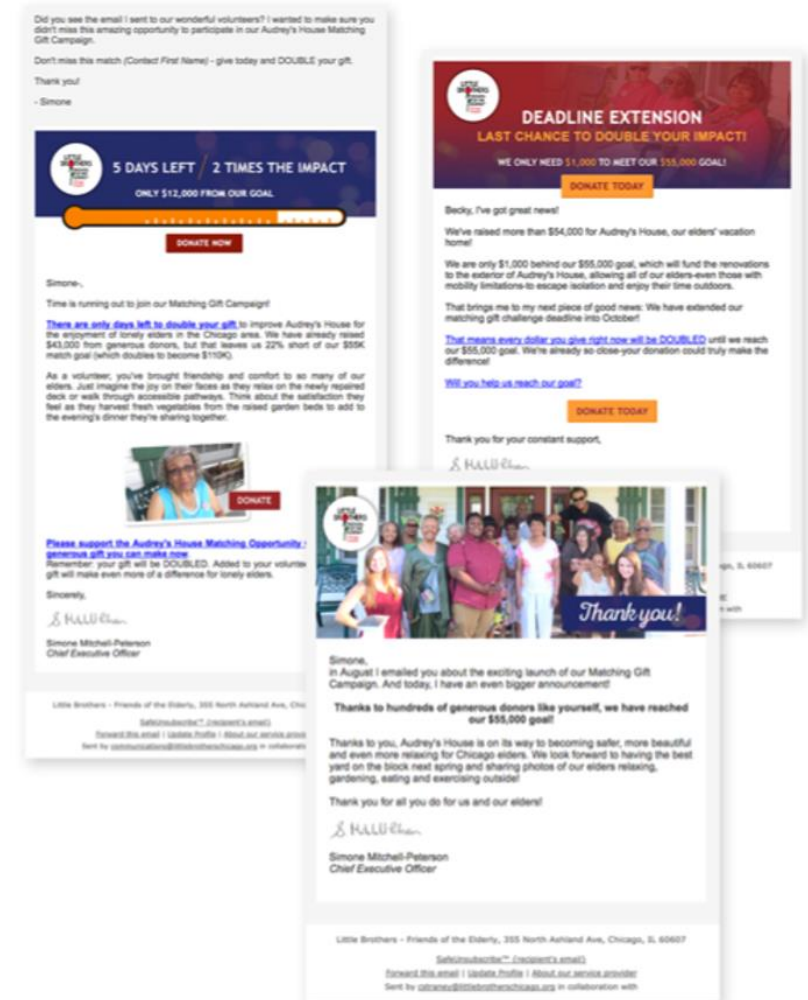 Did you see the email I sent to our wonderful volunteers? I wanted to make sure you
didn't miss this amazing opportunity to participate in our Audrey's House Matching
Gift Campaign.
Don't miss this match (Contact First Name) - give today and DOUBLE your gift.
Thank you!
- Simone
LITTLE
BROTHERS
5 DAYS LEFT / 2 TIMES THE IMPACT
ONLY $12,000 FROM OUR GOAL
DONATE NOW
Simone-,
Time is running out to join our Matching Gift Campaign!
There are only days left to double your gift to improve Audrey's House for
the enjoyment of lonely elders in the Chicago area. We have already raised
$43,000 from generous donors, but that leaves us 22% short of our $55K
match goal (which doubles to become $110K).
As a volunteer, you've brought friendship and comfort to so many of our
elders. Just imagine the joy on their faces as they relax on the newly repaired
deck or walk through accessible pathways. Think about the satisfaction they
feel as they harvest fresh vegetables from the raised garden beds to add to
the evening's dinner they're sharing together.
DONATE
Please support the Audrey's House Matching Opportunity
generous gift you can make now.
Remember: your gift will be DOUBLED. Added to your volunte
gift will make even more of a difference for lonely elders.
Sincerely,
Simone Mitchell-Peterson
Chief Executive Officer
Little Brothers - Friends of the Elderly, 355 North Ashland Ave, Chic
SafeUnsubscribe™ {recipient's email}
Forward this email | Update Profile | About our service provi
Sent by communications@littlebrotherschicago.org in collaborat
LITTLE
BROTHERS
DEADLINE EXTENSION
LAST CHANCE TO DOUBLE YOUR IMPACT!
WE ONLY NEED $1,000 TO MEET OUR $55,000 GOAL!
DONATE TODAY
Becky, I've got great news!
We've raised more than $54,000 for Audrey's House, our elders' vacation
home!
We are only $1,000 behind our $55,000 goal, which will fund the renovations
to the exterior of Audrey's House, allowing all of our elders-even those with
mobility limitations-to escape isolation and enjoy their time outdoors.
That brings me to my next piece of good news: We have extended our
matching gift challenge deadline into October!
That means every dollar you give right now will be DOUBLED until we reach
our $55,000 goal. We're already so close-your donation could truly make the
difference!
Will you help us reach our goal?
DONATE TODAY
Thank you for your constant support,
go, IL 60607
with
LITTLE
BROTHERS
Thank you!
Simone,
in August I emailed you about the exciting launch of our Matching Gift
Campaign. And today, I have an even bigger announcement!
Thanks to hundreds of generous donors like yourself, we have reached
our $55,000 goal!
Thanks to you, Audrey's House is on its way to becoming safer, more beautiful
and even more relaxing for Chicago elders. We look forward to having the best
yard on the block next spring and sharing photos of our elders relaxing,
gardening, eating and exercising outside!
Thank you for all you do for us and our elders!
Simone Mitchell-Peterson
Chief Executive Officer
Little Brothers - Friends of the Elderly, 355 North Ashland Ave, Chicago, IL 60607
SafeUnsubscribe™ {recipient's email}
Forward this email | Update Profile | About our service provider
Sent by cstraney@littlebrotherschicago.org in collaboration with